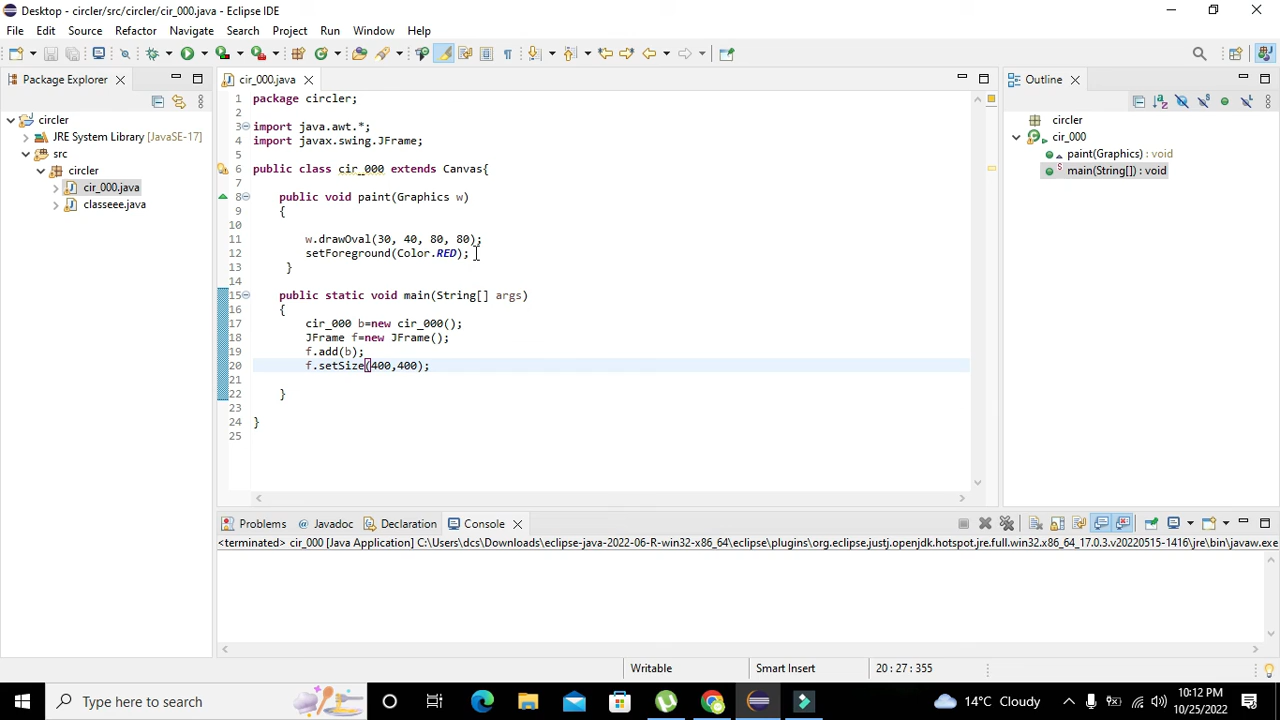 Desktop - circler/src/circler/cir_000.java - Eclipse IDE
File Edit Source Refactor Navigate Search Project Run Window Help
Package Explorer
circler
JRE System Library [JavaSE-17]
src
circler
cir_000.java
classeee.java
cir_000.java
1 package circler;
2
3 import java.awt.*;
4 import javax.swing.JFrame;
5
6 public class cir_000 extends Canvas{
7
8 public void paint(Graphics w)
9 {
10
11 w.drawOval(30, 40, 80, 80);
12 setForeground(Color.RED);
13 }
14
15 public static void main(String[] args)
16 {
17 cir_000 b=new cir_000();
18 JFrame f=new JFrame();
19 f.add(b);
20 f.setSize(400,400);
21
22 }
23
24 }
25
Outline
circler
cir_000
paint(Graphics) : void
main(String[]) : void
Problems @ Javadoc Declaration Console
<terminated> cir_000 [Java Application] C:\Users\dcs\Downloads\eclipse-java-2022-06-R-win32-x86_64\eclipse\plugins\org.eclipse.justj.openjdk.hotspot.jre.full.win32.x86_64_17.0.3.v20220515-1416\jre\bin\javaw.exe
Writable Smart Insert 20 : 27 : 355
Type here to search
14°C Cloudy
10:12 PM
10/25/2022